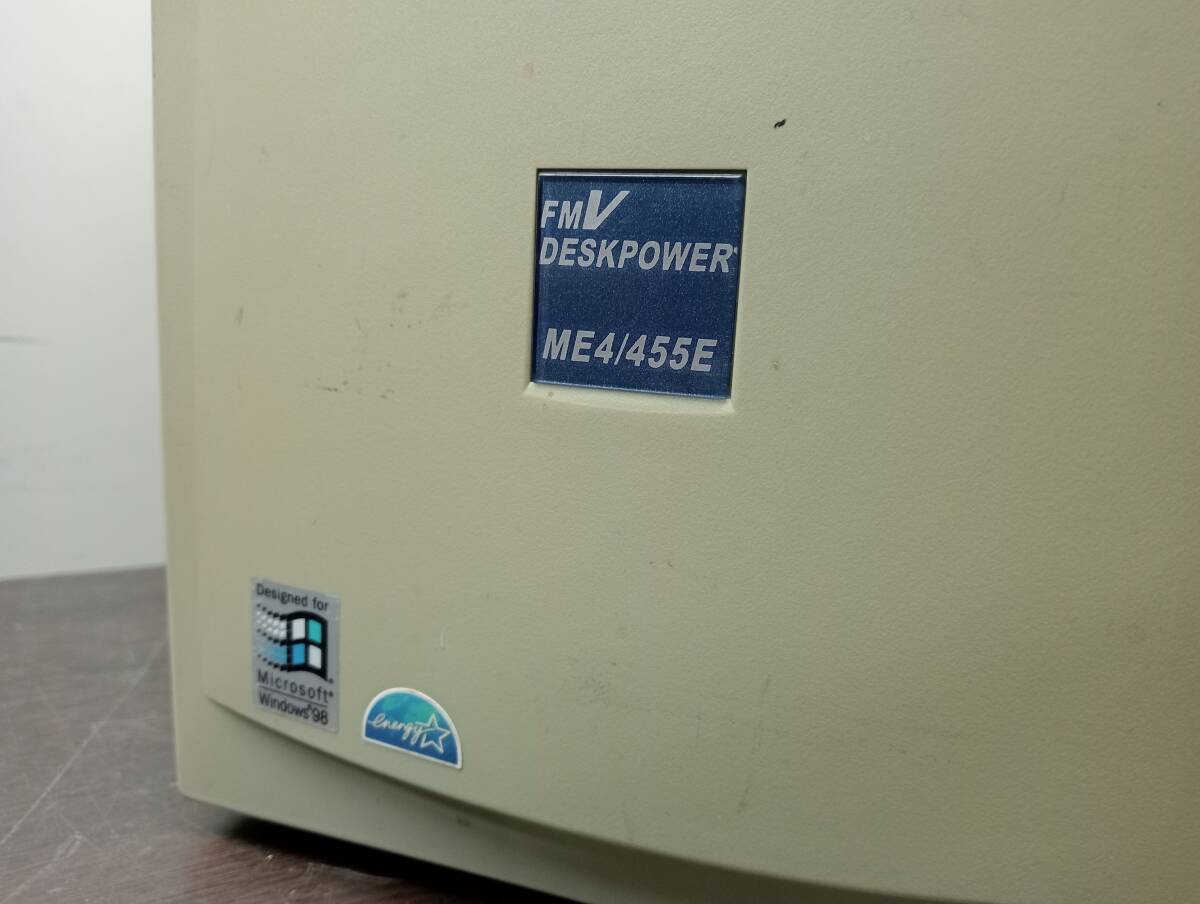 FMV
DESKPOWER
ME4/455E
Designed for
Microsoft®
Windows®98
energy